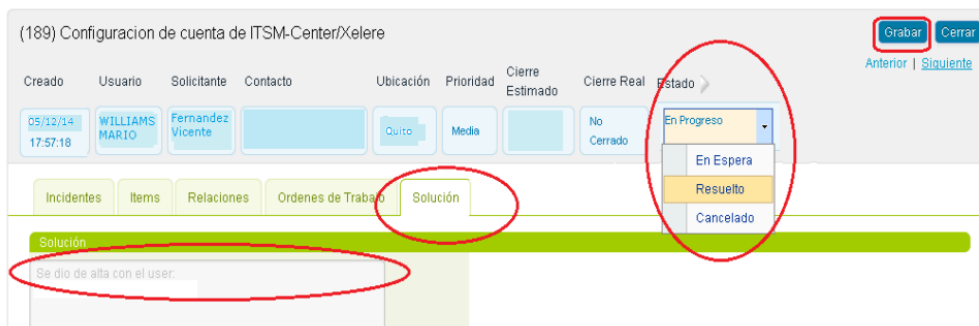 (189) Configuracion de cuenta de ITSM-Center/Xelere
Grabar
Cerrar
Anterior | Siguiente
Creado Usuario Solicitante Contacto Ubicación Prioridad Cierre Estimado Cierre Real Estado
05/12/14 17:57:18
WILLIAMS MARIO
Fernandez Vicente
Quito
Media
No Cerrado
En Progreso
En Espera
Resuelto
Cancelado
Incidentes Items Relaciones Ordenes de Trabajo Solución
Solución
Se dio de alta con el user: